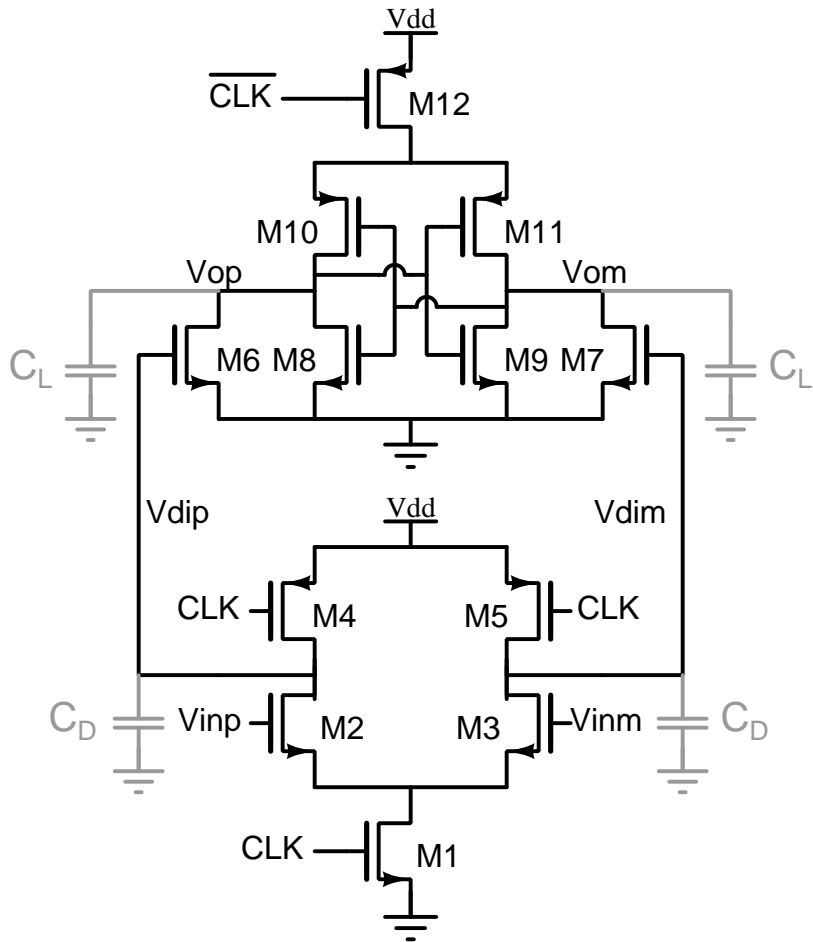 Vdd
CLK
M12
M10
M11
Vop
Vom
CL
M6
M8
M9
M7
CL
Vdip
Vdd
Vdim
CLK
M4
M5
CLK
CD
Vinp
M2
M3
Vinm
CD
CLK
M1